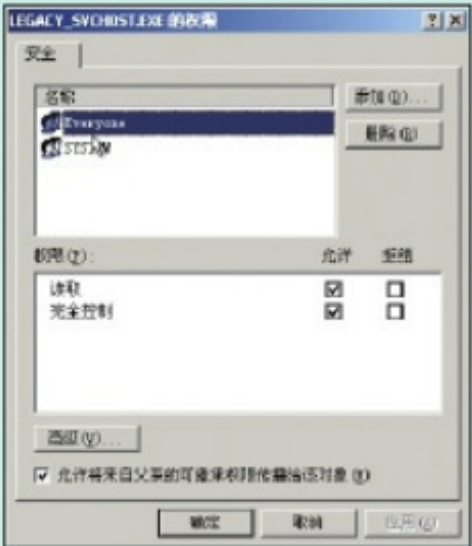 LEGACY_SVCHOST.EXE 的权限
安全
名称
添加(D)...
Everyone
删除(R)
SYSTEM
权限(P):
允许
拒绝
读取
完全控制
高级(V)...
允许将来自父系的可继承权限传播给该对象(H)
确定
取消
应用(A)